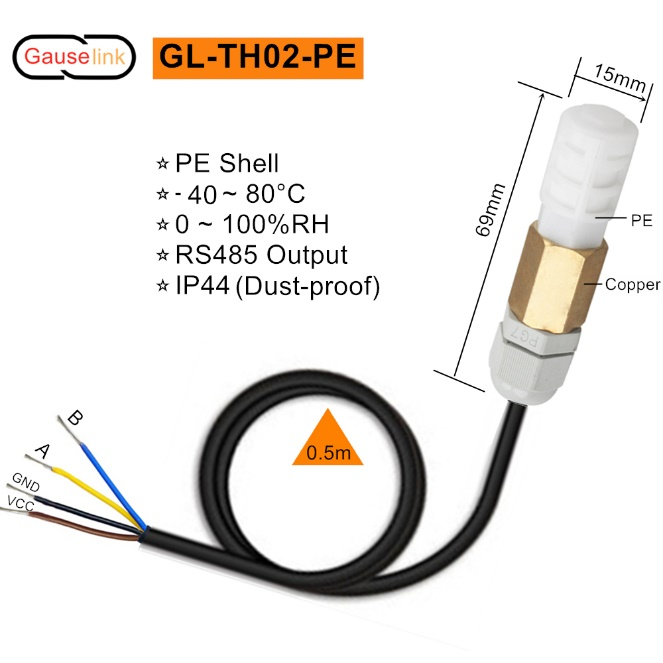 Gauselink
GL-TH02-PE
15mm
☆ PE Shell
☆ - 40 ~ 80°C
☆ 0 ~ 100%RH
☆ RS485 Output
☆ IP44 (Dust-proof)
69mm
PE
Copper
PG7
B
A
GND
VCC
0.5m